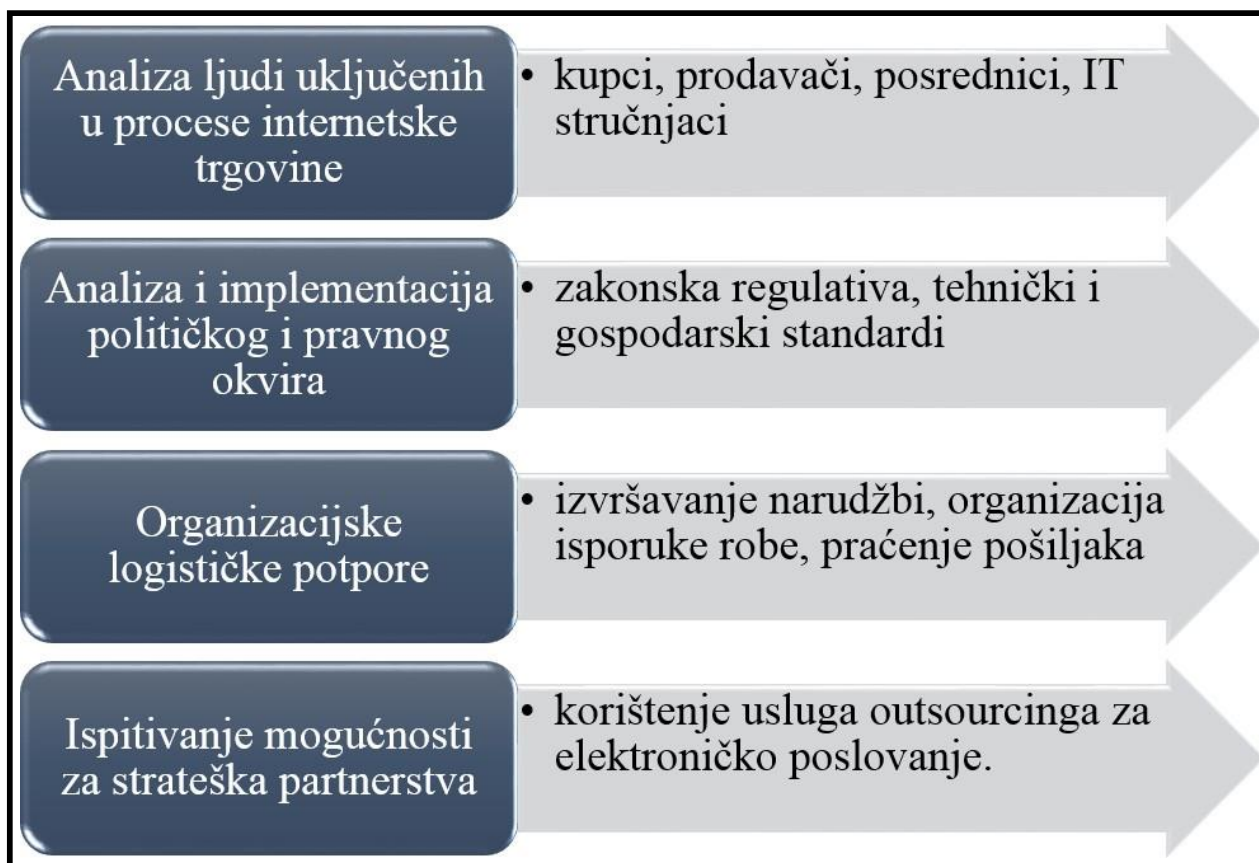 Analiza ljudi uključenih
u procese internetske
trgovine
• kupci, prodavači, posrednici, IT
stručnjaci
Analiza i implementacija
političkog i pravnog
okvira
• zakonska regulativa, tehnički i
gospodarski standardi
Organizacijske
logističke potpore
• izvršavanje narudžbi, organizacija
isporuke robe, praćenje pošiljaka
Ispitivanje mogućnosti
za strateška partnerstva
• korištenje usluga outsourcinga za
elektroničko poslovanje.